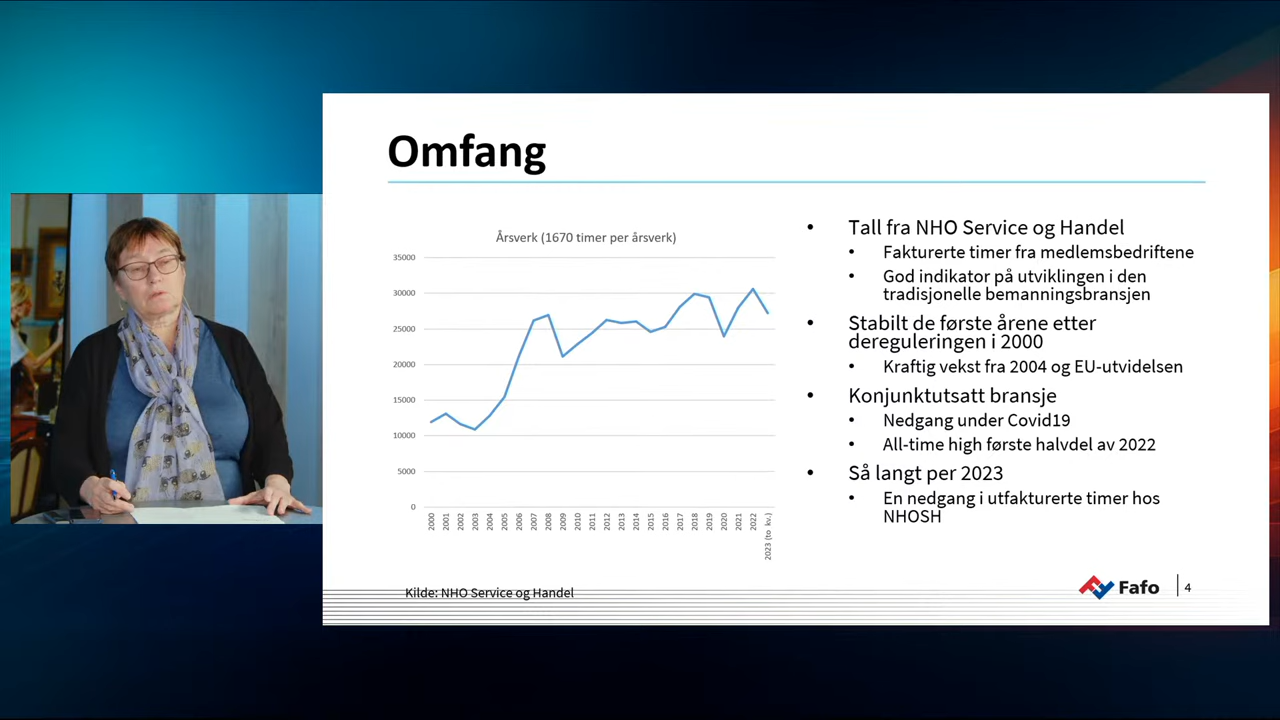 Omfang
Årsverk (1670 timer per årsverk)
35000
30000
25000
20000
15000
10000
5000
0
2000
2001
2002
2003
2004
2005
2006
2007
2008
2009
2010
2011
2012
2013
2014
2015
2016
2017
2018
2019
2020
2021
2022
2023 (to kv.)
Kilde: NHO Service og Handel
• Tall fra NHO Service og Handel
• Fakturerte timer fra medlemsbedriftene
• God indikator på utviklingen i den
tradisjonelle bemanningsbransjen
• Stabilt de første årene etter
dereguleringen i 2000
• Kraftig vekst fra 2004 og EU-utvidelsen
• Konjunktutsatt bransje
• Nedgang under Covid19
• All-time high første halvdel av 2022
• Så langt per 2023
• En nedgang i utfakturerte timer hos
NHOSH
Fafo
4